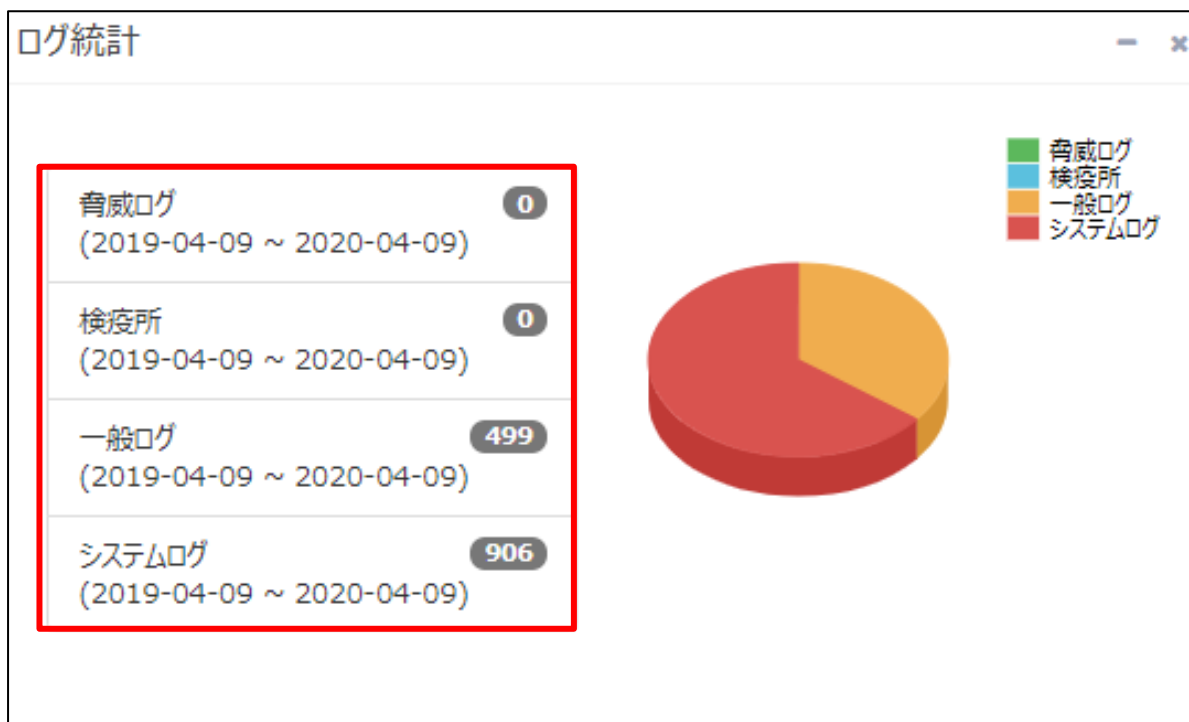 ログ統計
脅威ログ 0
(2019-04-09 ~ 2020-04-09)
検疫所 0
(2019-04-09 ~ 2020-04-09)
一般ログ 499
(2019-04-09 ~ 2020-04-09)
システムログ 906
(2019-04-09 ~ 2020-04-09)
脅威ログ
検疫所
一般ログ
システムログ